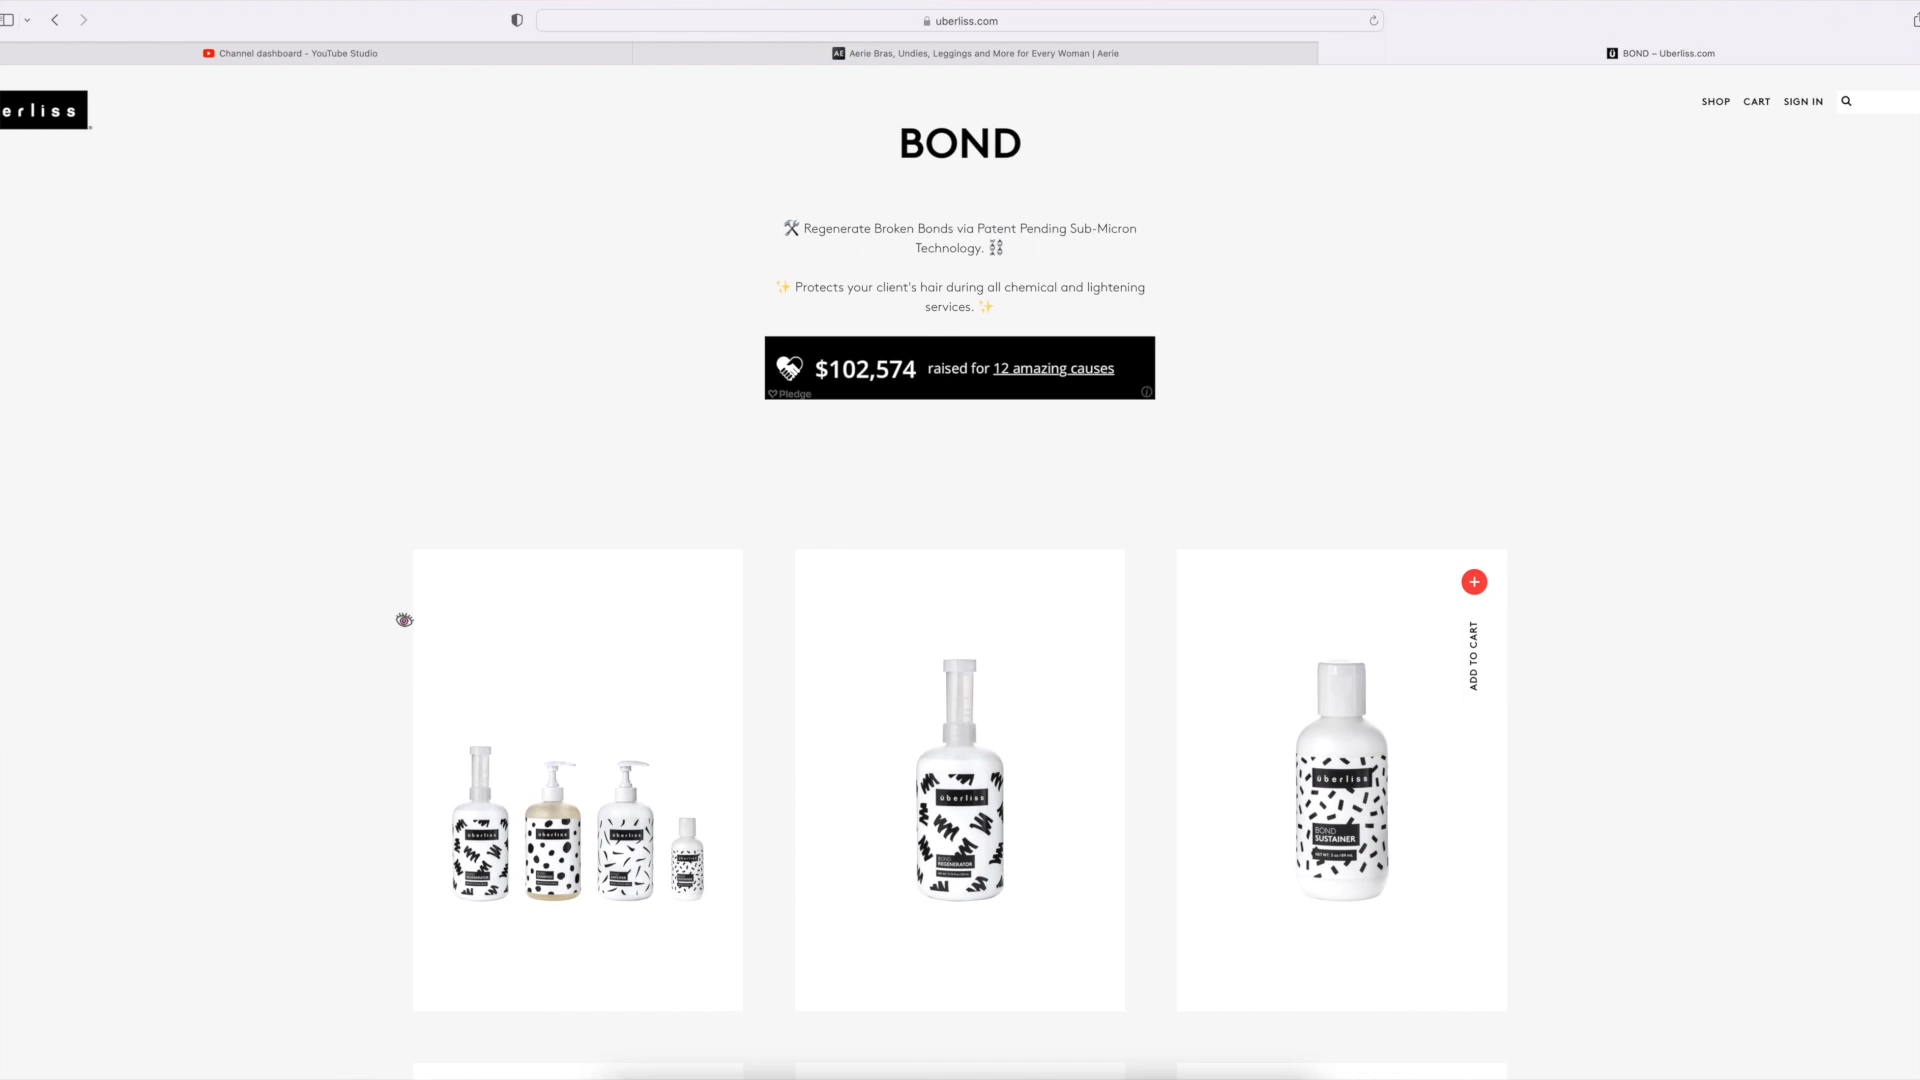 uberliss.com
Channel dashboard - YouTube Studio
AE Aerie Bras, Undies, Leggings and More for Every Woman | Aerie
Ü BOND – Uberliss.com
erliss
SHOP CART SIGN IN
BOND
Regenerate Broken Bonds via Patent Pending Sub-Micron
Technology.
Protects your client's hair during all chemical and lightening
services.
$102,574 raised for 12 amazing causes
Pledge
ADD TO CART
überliss
überliss
überliss
überliss
überliss
BOND
REGENERATOR
überliss
BOND
SUSTAINER